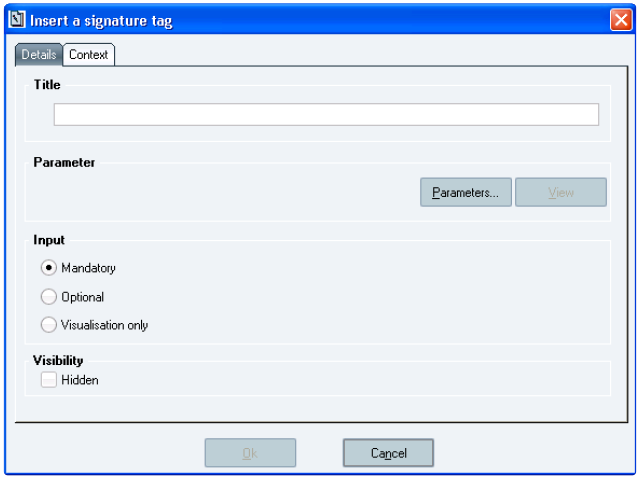 Insert a signature tag
Details Context
Title
Parameter
Parameters... View
Input
Mandatory
Optional
Visualisation only
Visibility
Hidden
Ok Cancel